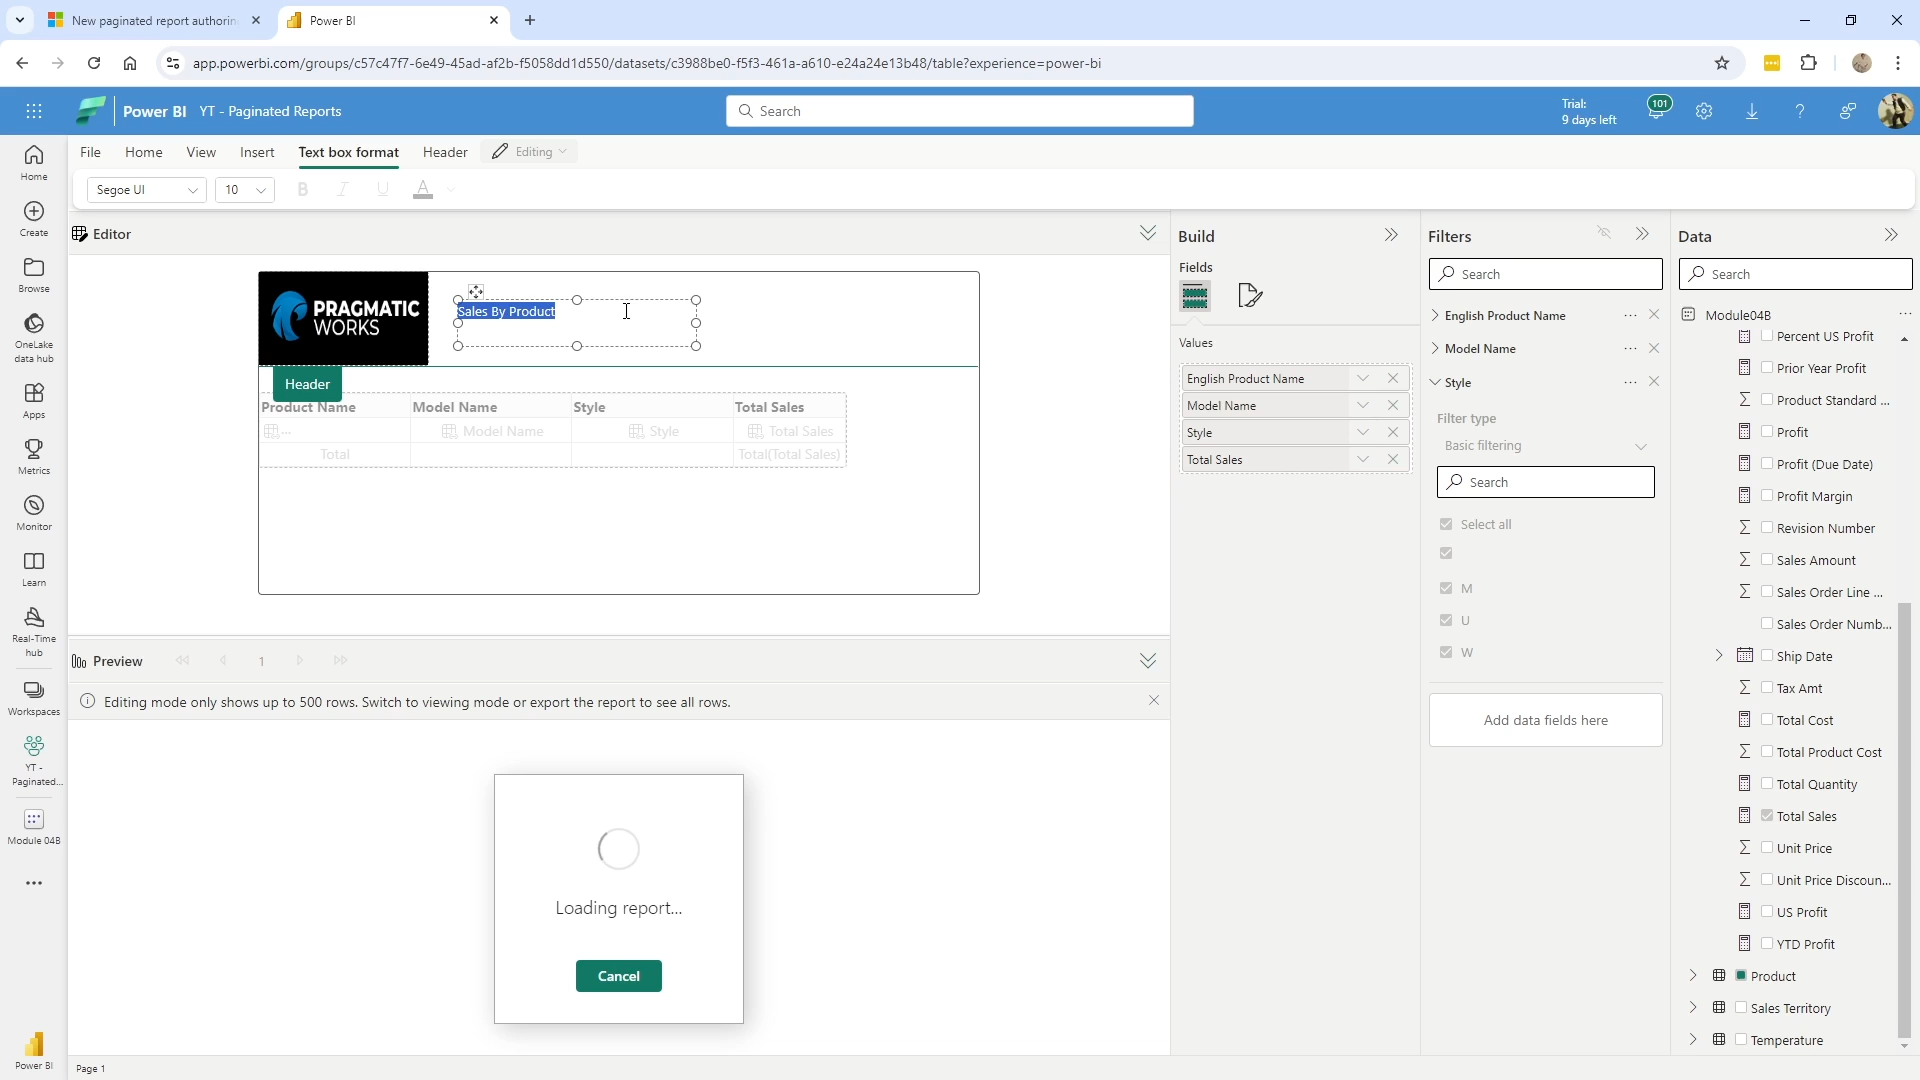 New paginated report authorin
Power BI
app.powerbi.com/groups/c57c47f7-6e49-45ad-af2b-f5058dd1d550/datasets/c3988be0-f5f3-461a-a610-e24a24e13b48/table?experience=power-bi
Power BI YT - Paginated Reports
Search
Trial:
9 days left
101
File Home View Insert Text box format Header Editing
Segoe UI 10 B I U A
Home
Create
Browse
OneLake
data hub
Apps
Metrics
Monitor
Learn
Real-Time
hub
Workspaces
YT -
Paginated...
Module 04B
Power BI
Editor
PRAGMATIC
WORKS
Sales By Product
Header
Product Name Model Name Style Total Sales
... Model Name Style Total Sales
Total Total(Total Sales)
Preview 1
Editing mode only shows up to 500 rows. Switch to viewing mode or export the report to see all rows.
Loading report...
Cancel
Page 1
Build
Fields
Values
English Product Name
Model Name
Style
Total Sales
Filters
Search
English Product Name
Model Name
Style
Filter type
Basic filtering
Search
Select all
M
U
W
Add data fields here
Data
Search
Module04B
Percent US Profit
Prior Year Profit
Product Standard ...
Profit
Profit (Due Date)
Profit Margin
Revision Number
Sales Amount
Sales Order Line ...
Sales Order Numb...
Ship Date
Tax Amt
Total Cost
Total Product Cost
Total Quantity
Total Sales
Unit Price
Unit Price Discoun...
US Profit
YTD Profit
Product
Sales Territory
Temperature